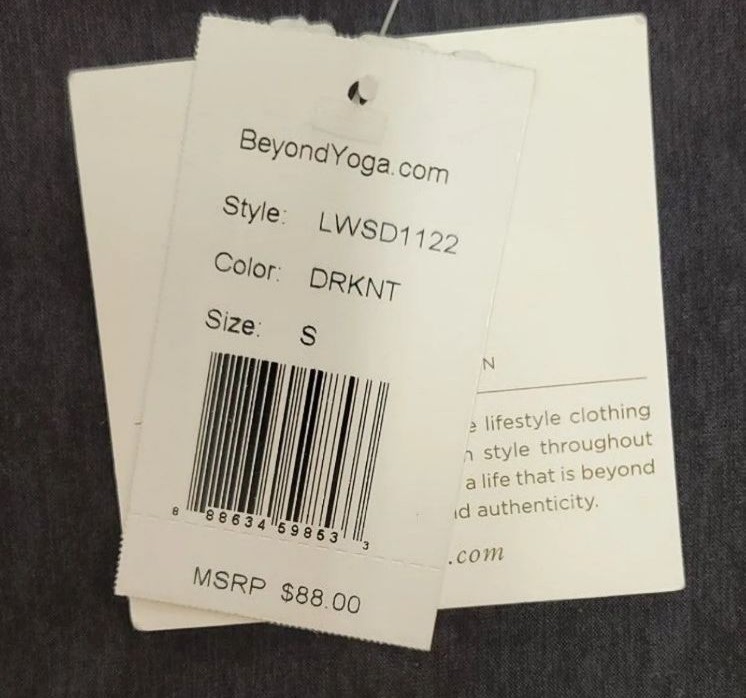 BeyondYoga.com
Style: LWSD1122
Color: DRKNT
Size: S
8 88634 59853 3
MSRP $88.00
N
lifestyle clothing
style throughout
a life that is beyond
authenticity.
.com